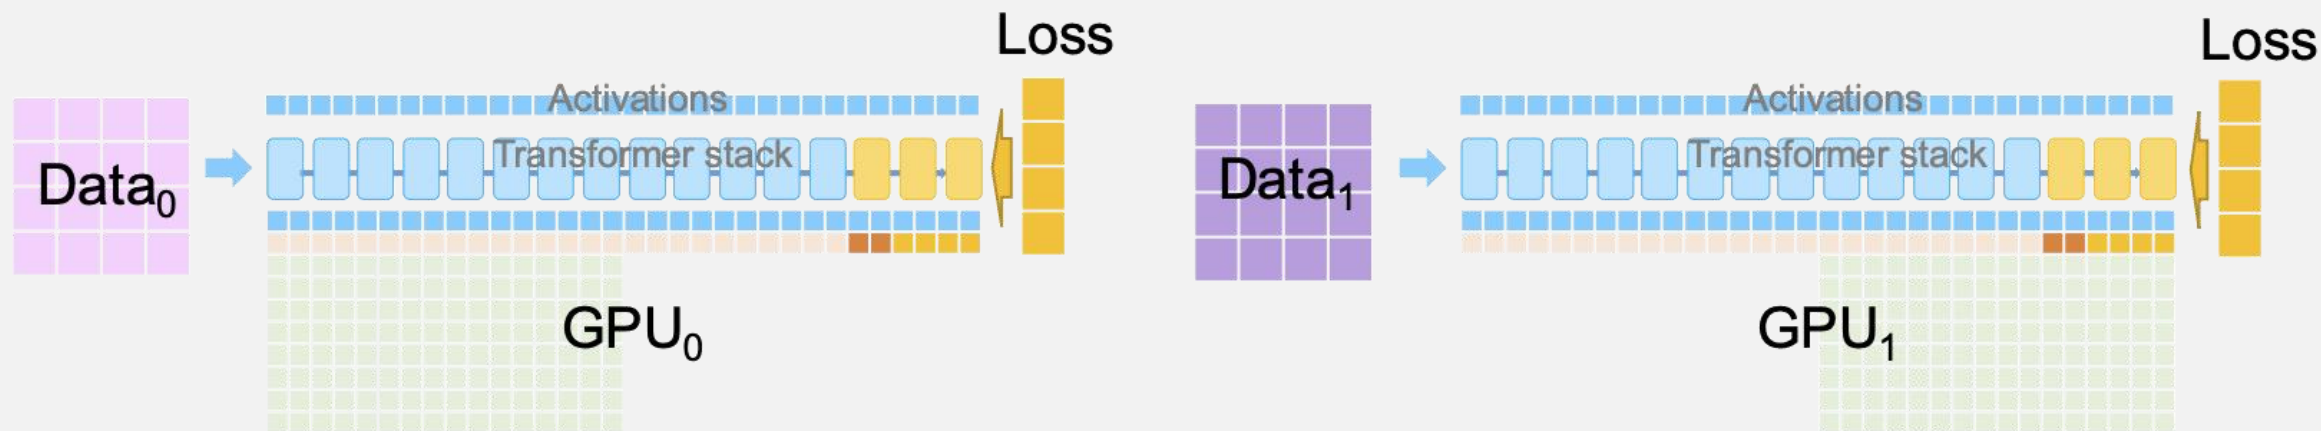 Loss
Loss
Activations
Activations
Transformer stack
Transformer stack
Data₀
Data₁
GPU₀
GPU₁